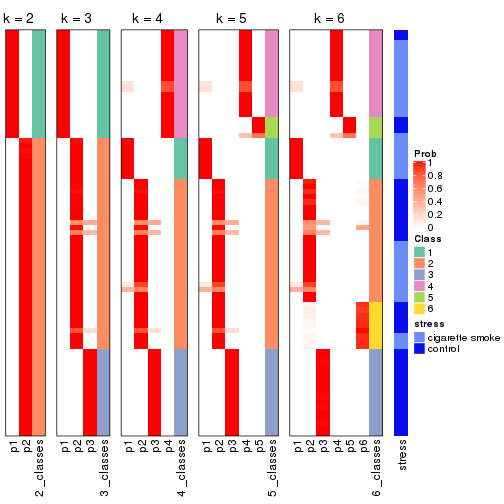 k = 2 k = 3 k = 4 k = 5 k = 6
Prob
1
0.8
0.6
0.4
0.2
0
Class
1
2
3
4
5
6
stress
cigarette smoke
control
p1 p2 2_classes p1 p2 p3 3_classes p1 p2 p3 p4 4_classes p1 p2 p3 p4 p5 5_classes p1 p2 p3 p4 p5 p6 6_classes stress